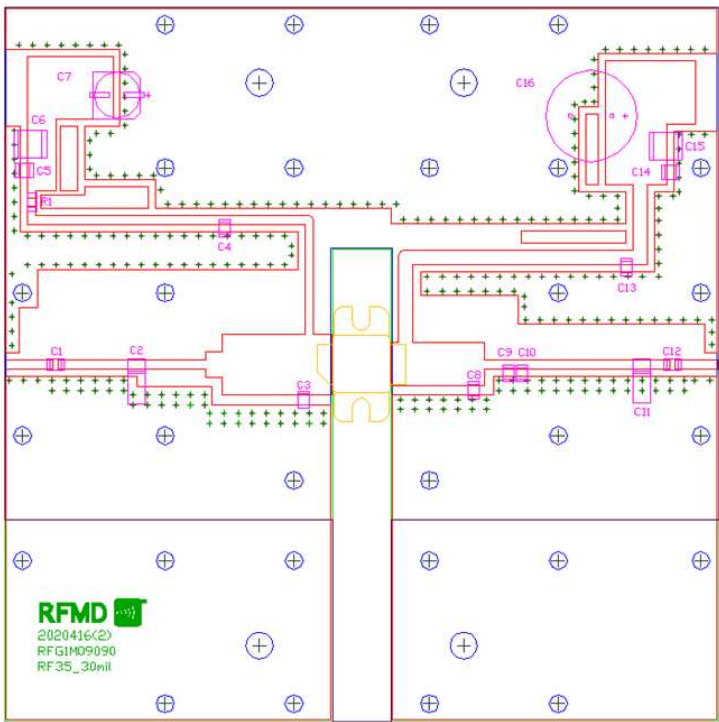 C7
C16
C6
C15
C5
C14
R1
C4
C13
C1
C2
C9
C10
C12
C8
C3
C11
RFMD
2020416(2)
RFG1M09090
RF35_30mil